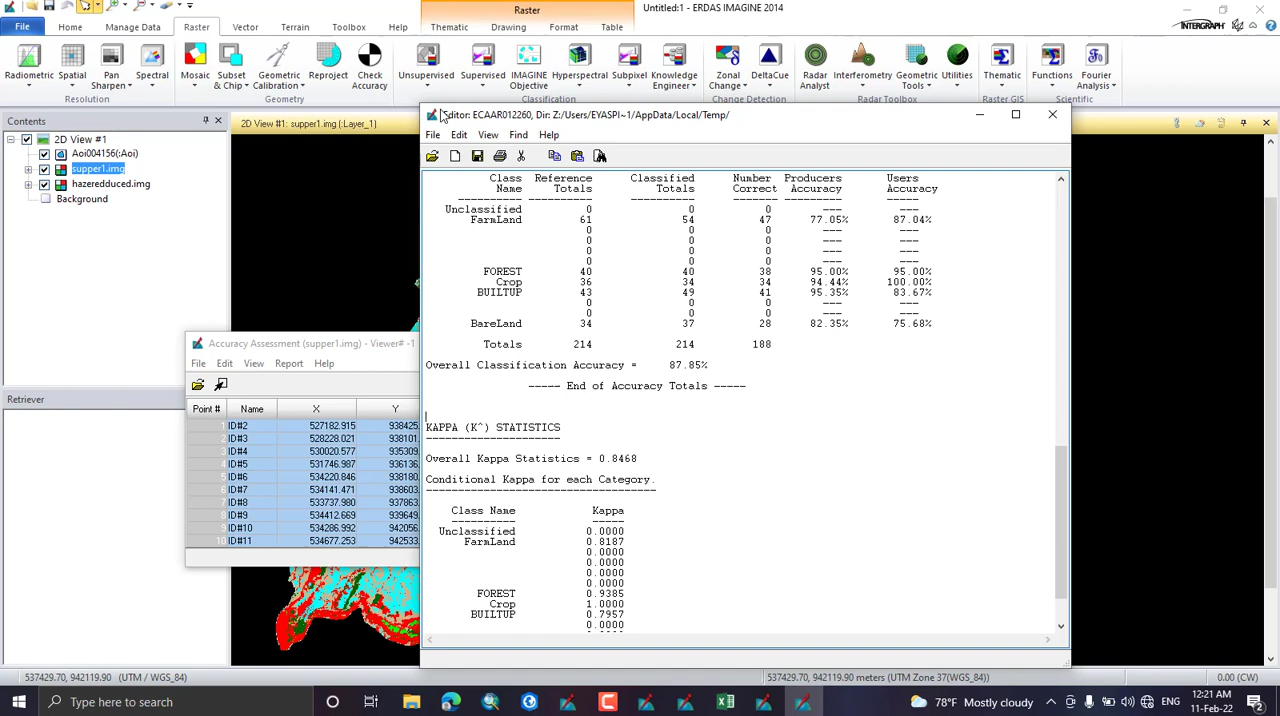 Untitled:1 - ERDAS IMAGINE 2014
Raster
File Home Manage Data Raster Vector Terrain Toolbox Help Thematic Drawing Format Table
INTERGRAPH
Radiometric Spatial Pan Sharpen Spectral Mosaic Subset & Chip Geometric Calibration Reproject Check Accuracy Unsupervised Supervised IMAGINE Objective Hyperspectral Subpixel Knowledge Engineer Zonal Change DeltaCue Radar Analyst Interferometry Geometric Tools Utilities Thematic Functions Fourier Analysis
Resolution Geometry Classification Change Detection Radar Raster GIS Scientific
Contents
2D View #1: supper1.img (:Layer_1)
2D View #1
Aoi004156(:Aoi)
supper1.img
hazeredduced.img
Background
Retriever
Editor: ECAAR012260, Dir: Z:/Users/EYASPI~1/AppData/Local/Temp/
File Edit View Find Help
Class Reference Classified Number Producers Users
Name Totals Totals Correct Accuracy Accuracy
---------- ---------- ---------- ------- --------- -----
Unclassified 0 0 0 --- ---
FarmLand 61 54 47 77.05% 87.04%
0 0 0 --- ---
0 0 0 --- ---
0 0 0 --- ---
0 0 0 --- ---
FOREST 40 40 38 95.00% 95.00%
Crop 36 34 34 94.44% 100.00%
BUILTUP 43 49 41 95.35% 83.67%
0 0 0 --- ---
0 0 0 --- ---
BareLand 34 37 28 82.35% 75.68%
Totals 214 214 188
Overall Classification Accuracy = 87.85%
----- End of Accuracy Totals -----
KAPPA (K^) STATISTICS
---------------------
Overall Kappa Statistics = 0.8468
Conditional Kappa for each Category.
------------------------------------
Class Name Kappa
---------- -----
Unclassified 0.0000
FarmLand 0.8187
0.0000
0.0000
0.0000
0.0000
FOREST 0.9385
Crop 1.0000
BUILTUP 0.7957
0.0000
Accuracy Assessment (supper1.img) - Viewer# -1
File Edit View Report Help
Point # Name X Y
1 ID#2 527182.915 938425.
2 ID#3 528228.021 938101.
3 ID#4 530020.577 935309.
4 ID#5 531746.987 936136.
5 ID#6 534220.846 938180.
6 ID#7 534141.471 938603.
7 ID#8 533737.980 937863.
8 ID#9 534412.669 939649.
9 ID#10 534286.992 942056.
10 ID#11 534677.253 942533.
537429.70, 942119.90 (UTM / WGS_84) 537429.70, 942119.90 meters (UTM Zone 37(WGS_84)) 0.00 (CW)
Type here to search
78°F Mostly cloudy ENG
12:21 AM
11-Feb-22
2